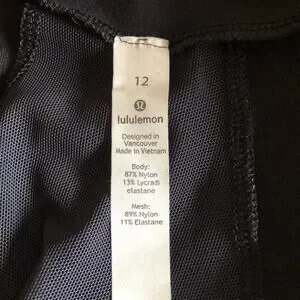 12
lululemon
Designed in
Vancouver
Made in Vietnam
Body:
87% Nylon
13% Lycra®
elastane
Mesh:
89% Nylon
11% Elastane